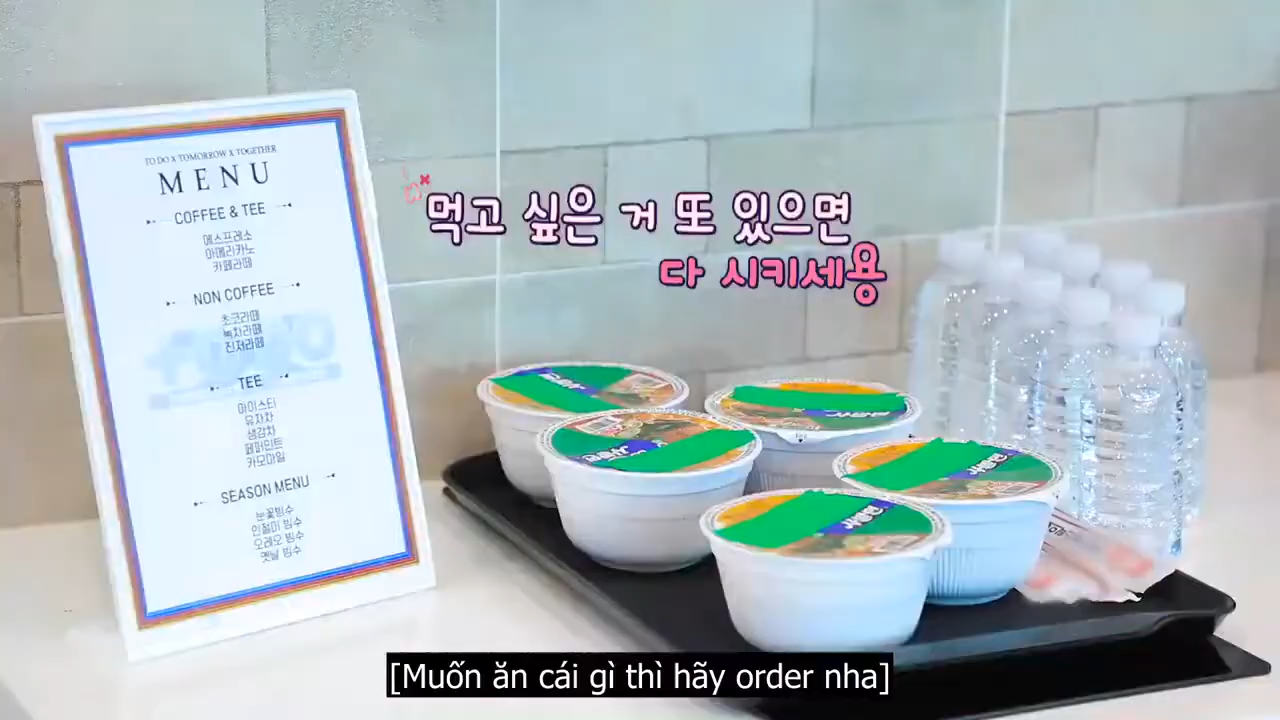 TO DO X TOMORROW X TOGETHER
MENU
COFFEE & TEE
에스프레소
아메리카노
카페라떼
NON COFFEE
초코라떼
녹차라떼
진저라떼
TEE
아이스티
유자차
생강차
페퍼민트
카모마일
SEASON MENU
눈꽃빙수
인절미 빙수
오레오 빙수
옛날 빙수
먹고 싶은 거 또 있으면
다 시키세용
[Muốn ăn cái gì thì hãy order nha]